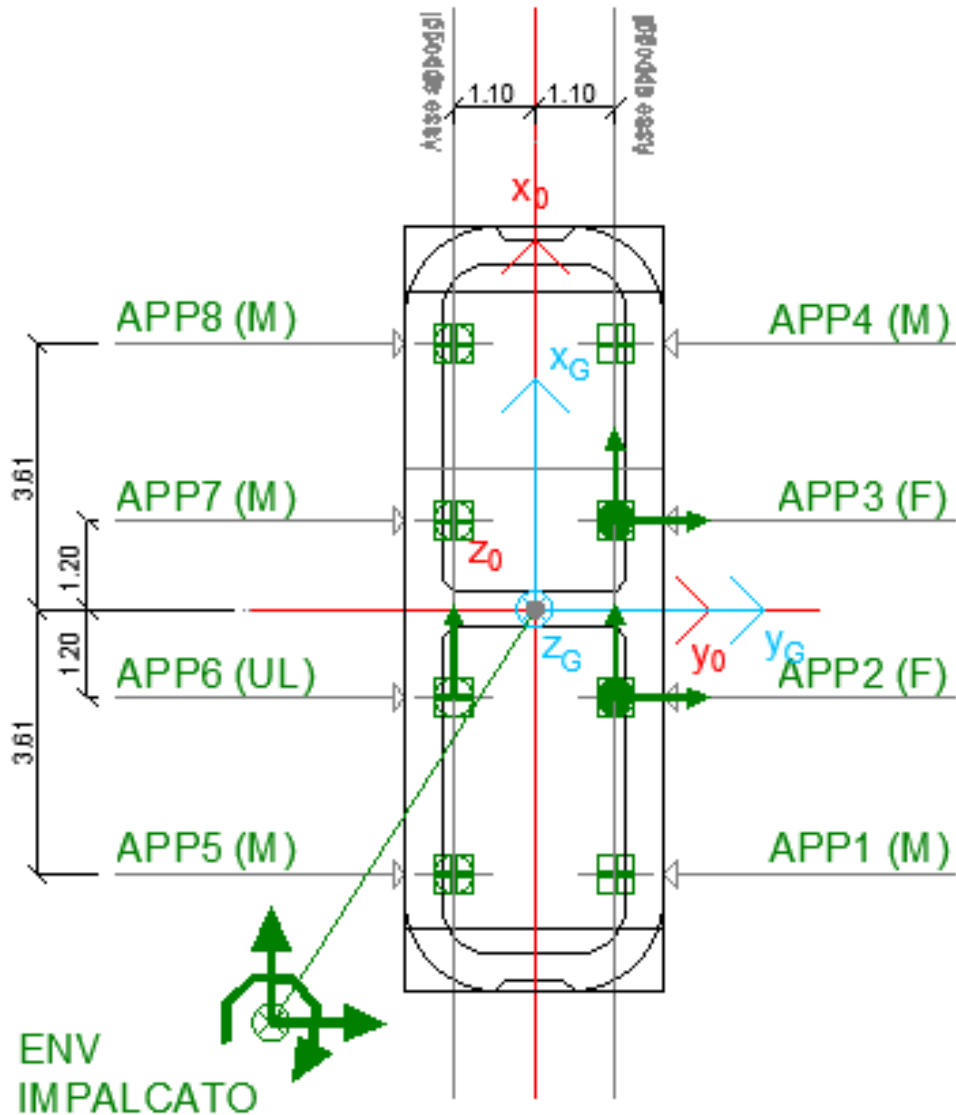 Asse appoggi
Asse appoggi
1.10
1.10
x0
APP8 (M)
APP4 (M)
xG
3.61
APP7 (M)
APP3 (F)
z0
1.20
1.20
zG
y0
yG
APP6 (UL)
APP2 (F)
3.61
APP5 (M)
APP1 (M)
ENV
IMPALCATO